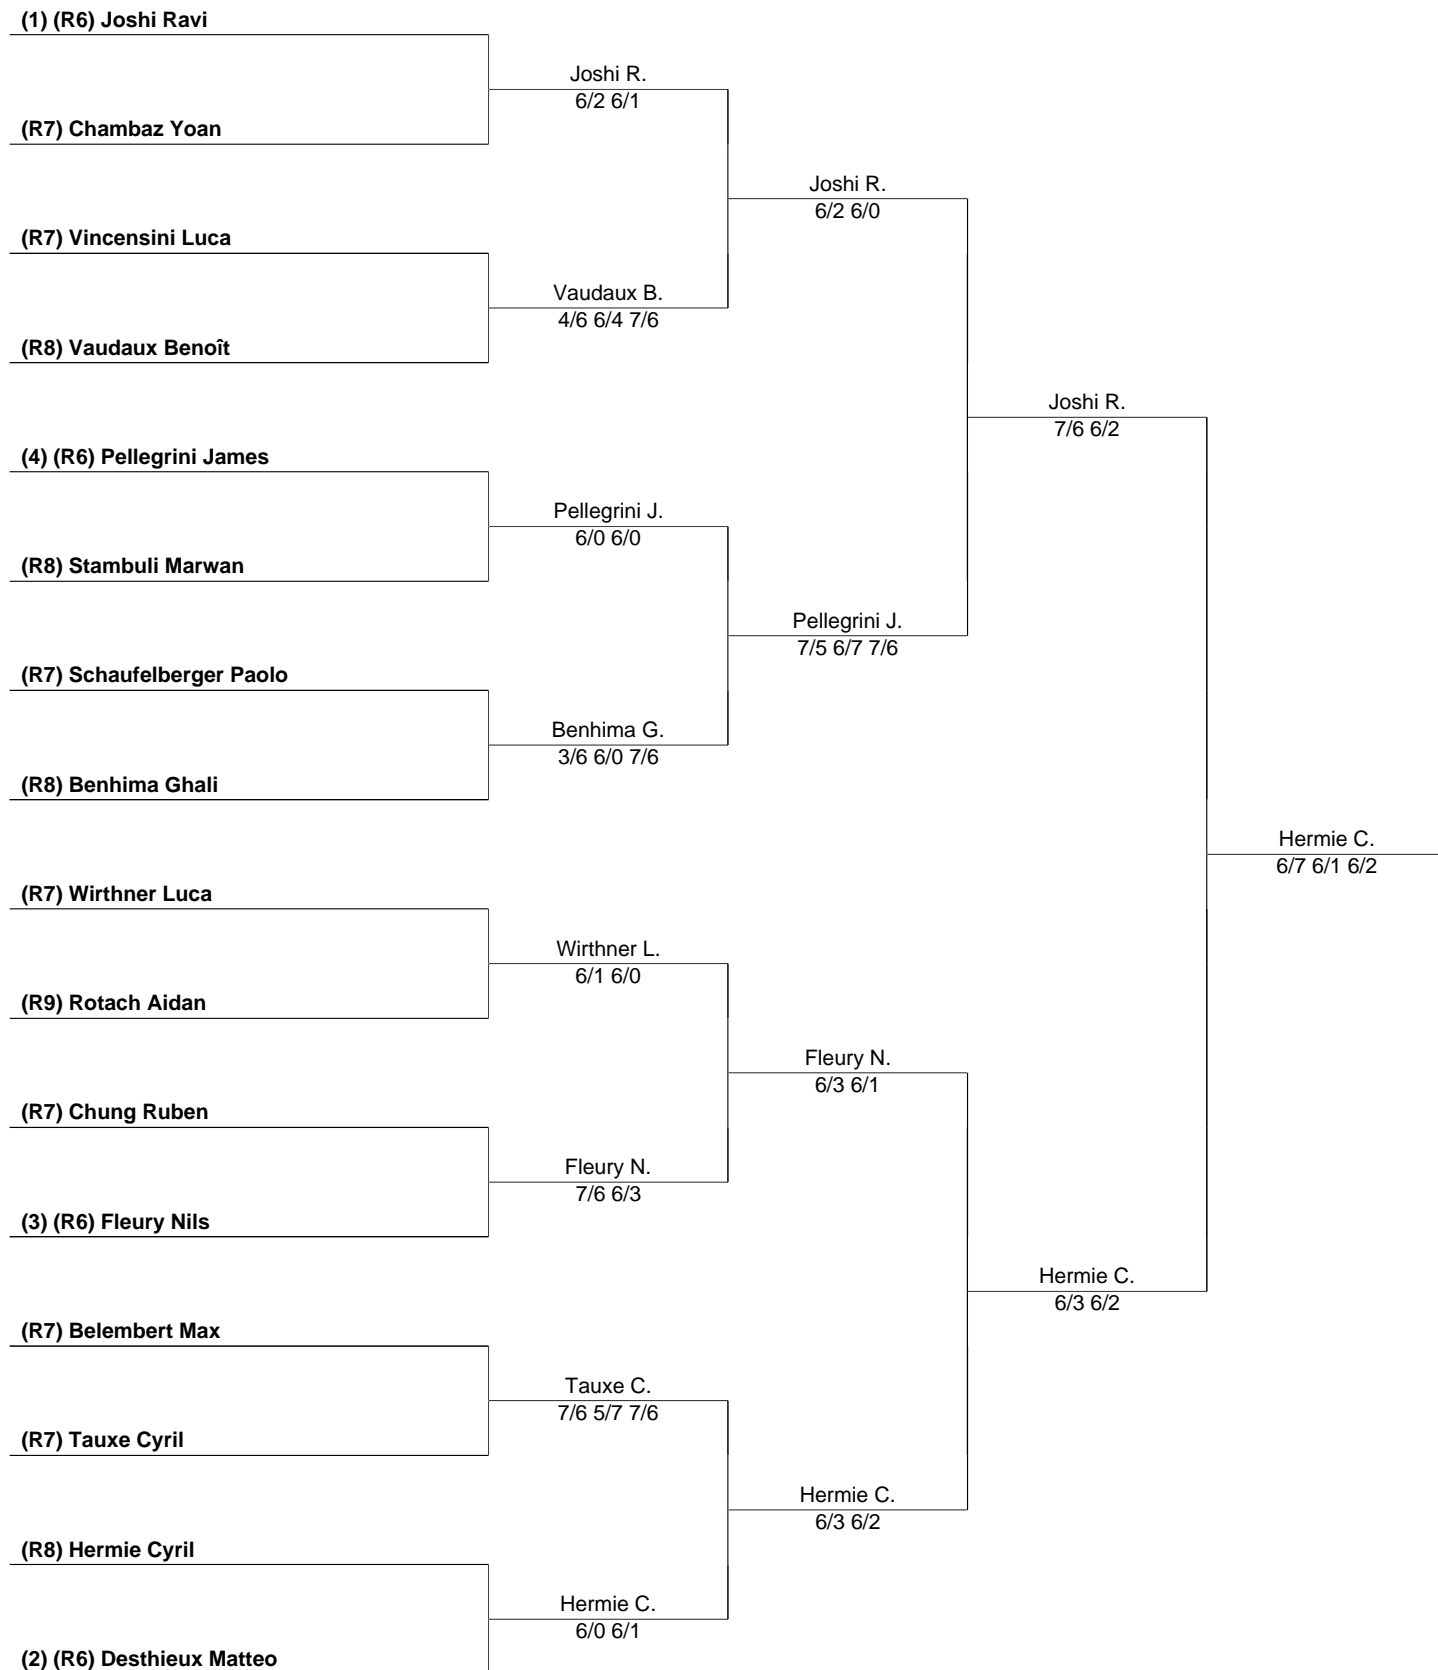 (1) (R6) Joshi Ravi
Joshi R.
6/2 6/1
(R7) Chambaz Yoan
Joshi R.
6/2 6/0
(R7) Vincensini Luca
Vaudaux B.
4/6 6/4 7/6
(R8) Vaudaux Benoît
Joshi R.
7/6 6/2
(4) (R6) Pellegrini James
Pellegrini J.
6/0 6/0
(R8) Stambuli Marwan
Pellegrini J.
7/5 6/7 7/6
(R7) Schaufelberger Paolo
Benhima G.
3/6 6/0 7/6
(R8) Benhima Ghali
Hermie C.
6/7 6/1 6/2
(R7) Wirthner Luca
Wirthner L.
6/1 6/0
(R9) Rotach Aidan
Fleury N.
6/3 6/1
(R7) Chung Ruben
Fleury N.
7/6 6/3
(3) (R6) Fleury Nils
Hermie C.
6/3 6/2
(R7) Belembert Max
Tauxe C.
7/6 5/7 7/6
(R7) Tauxe Cyril
Hermie C.
6/3 6/2
(R8) Hermie Cyril
Hermie C.
6/0 6/1
(2) (R6) Desthieux Matteo